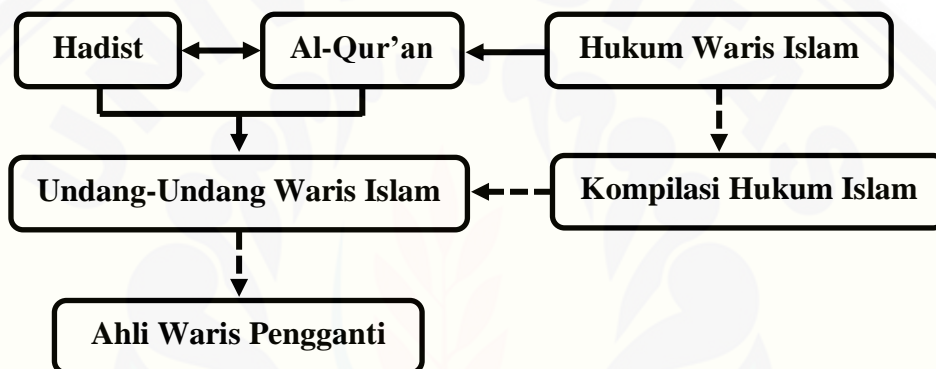 Hadist
Al-Qur’an
Hukum Waris Islam
Undang-Undang Waris Islam
Kompilasi Hukum Islam
Ahli Waris Pengganti